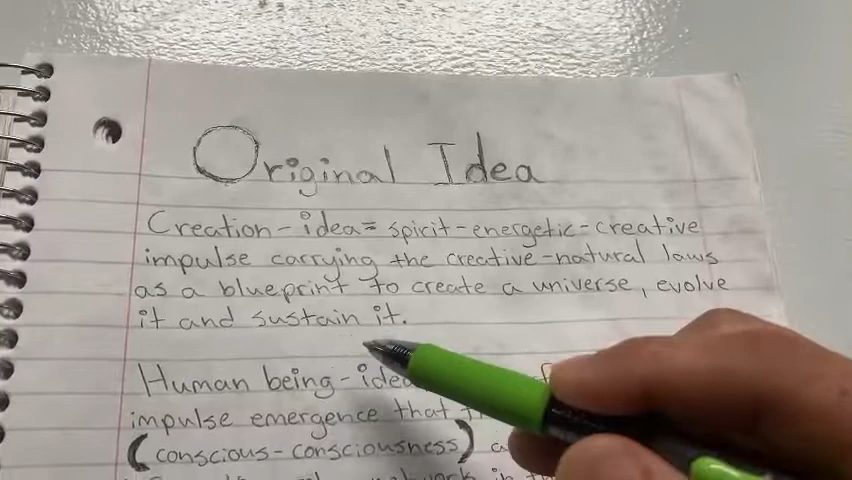 Original Idea
Creation-idea= spirit-energetic-creative
impulse carrying the creative-natural laws
as a blueprint to create a universe, evolve
it and sustain it.
Human being-idea
impulse emergence that
(conscious-consciousness)